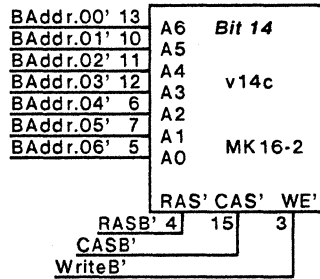 BAddr.00' 13 A6 Bit 14
BAddr.01' 10 A5
BAddr.02' 11 A4 v14c
BAddr.03' 12 A3
BAddr.04' 6 A2
BAddr.05' 7 A1 MK16-2
BAddr.06' 5 A0
RAS' CAS' WE'
RASB' 4 15 3
CASB'
WriteB'